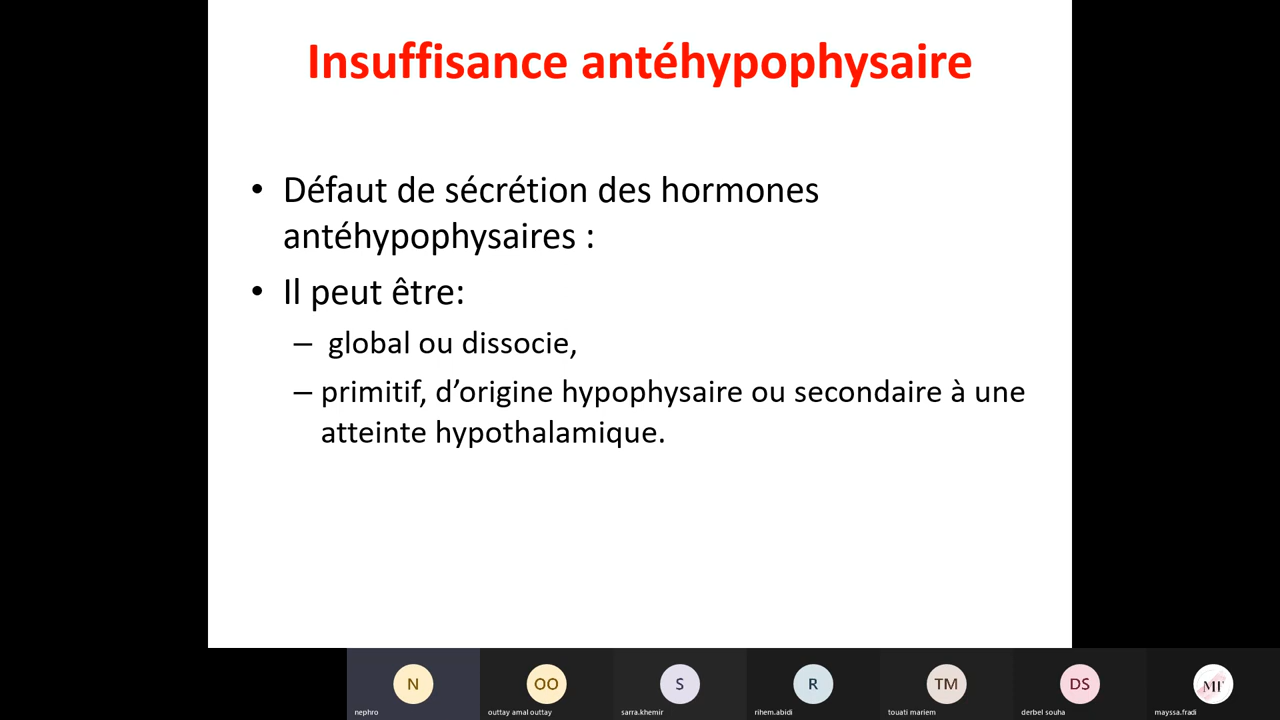 Insuffisance antéhypophysaire
• Défaut de sécrétion des hormones
antéhypophysaires :
• Il peut être:
– global ou dissocie,
– primitif, d’origine hypophysaire ou secondaire à une
atteinte hypothalamique.
N
OO
S
R
TM
DS
MF
nephro
outtay amal outtay
sarra.khemir
rihem.abidi
touati mariem
derbel souha
mayssa.fradi